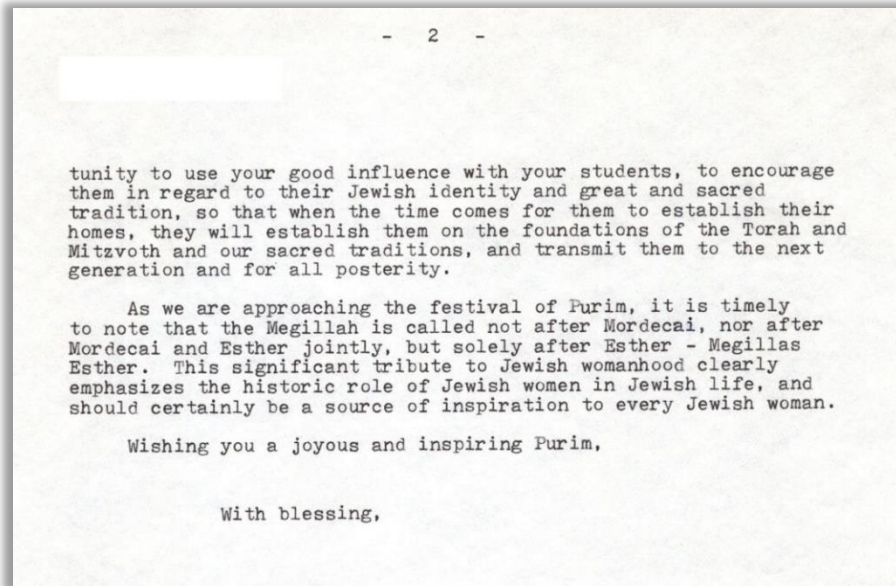 - 2 -
tunity to use your good influence with your students, to encourage
them in regard to their Jewish identity and great and sacred
tradition, so that when the time comes for them to establish their
homes, they will establish them on the foundations of the Torah and
Mitzvoth and our sacred traditions, and transmit them to the next
generation and for all posterity.
As we are approaching the festival of Purim, it is timely
to note that the Megillah is called not after Mordecai, nor after
Mordecai and Esther jointly, but solely after Esther - Megillas
Esther. This significant tribute to Jewish womanhood clearly
emphasizes the historic role of Jewish women in Jewish life, and
should certainly be a source of inspiration to every Jewish woman.
Wishing you a joyous and inspiring Purim,
With blessing,